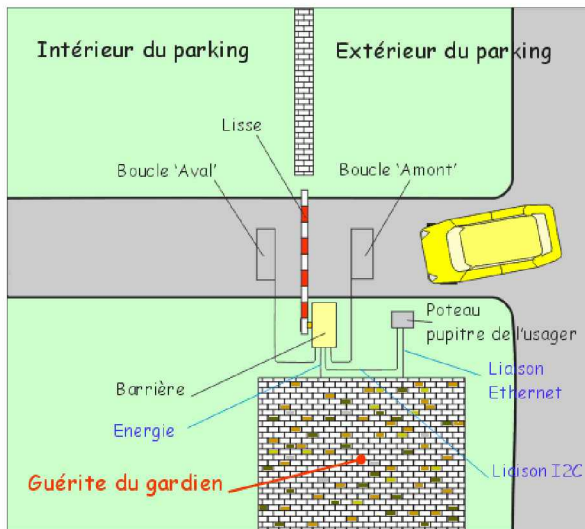 Intérieur du parking
Extérieur du parking
Lisse
Boucle 'Aval'
Boucle 'Amont'
Poteau
pupitre de l'usager
Liaison
Ethernet
Barrière
Energie
Liaison I2C
Guérite du gardien